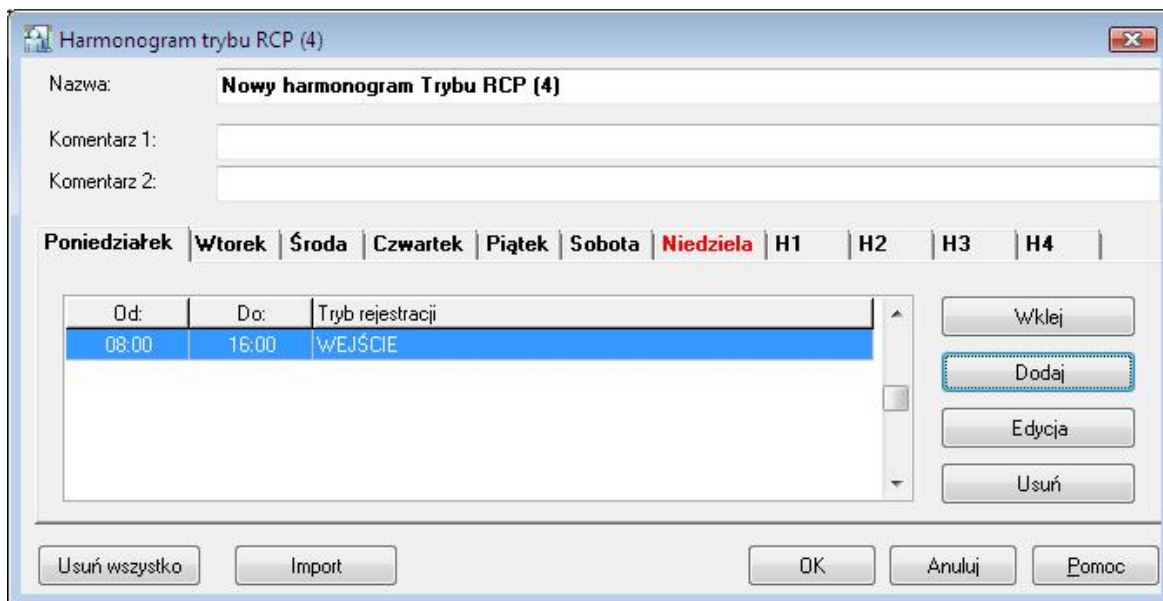 Harmonogram trybu RCP (4)
Nazwa: Nowy harmonogram Trybu RCP (4)
Komentarz 1:
Komentarz 2:
Poniedziałek Wtorek Środa Czwartek Piątek Sobota Niedziela H1 H2 H3 H4
Od: Do: Tryb rejestracji
08:00 16:00 WEJŚCIE
Wklej
Dodaj
Edycja
Usuń
Usuń wszystko Import OK Anuluj Pomoc